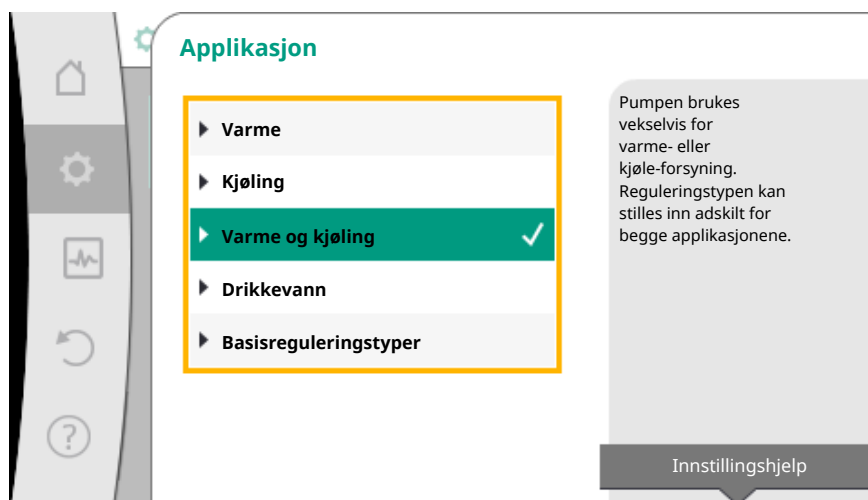 Applikasjon
Varme
Kjøling
Varme og kjøling
Drikkevann
Basisreguleringstyper
Pumpen brukes
vekselvis for
varme- eller
kjøle-forsyning.
Reguleringstypen kan
stilles inn adskilt for
begge applikasjonene.
Innstillingshjelp